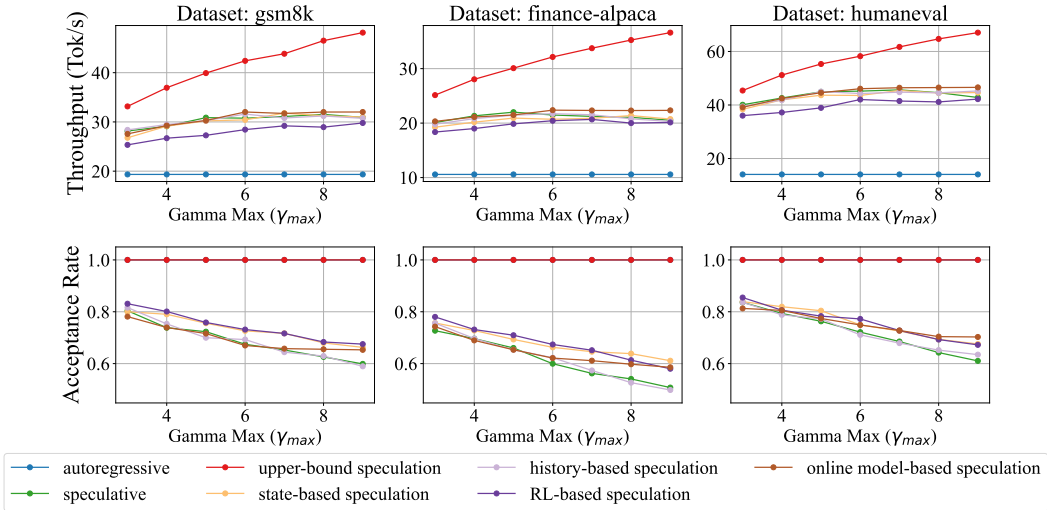 Dataset: gsm8k
Dataset: finance-alpaca
Dataset: humaneval
Throughput (Tok/s)
40
30
20
30
20
10
60
40
20
4 6 8
4 6 8
4 6 8
Gamma Max (γmax)
Gamma Max (γmax)
Gamma Max (γmax)
Acceptance Rate
1.0
0.8
0.6
1.0
0.8
0.6
1.0
0.8
0.6
4 6 8
4 6 8
4 6 8
Gamma Max (γmax)
Gamma Max (γmax)
Gamma Max (γmax)
autoregressive
speculative
upper-bound speculation
state-based speculation
history-based speculation
RL-based speculation
online model-based speculation